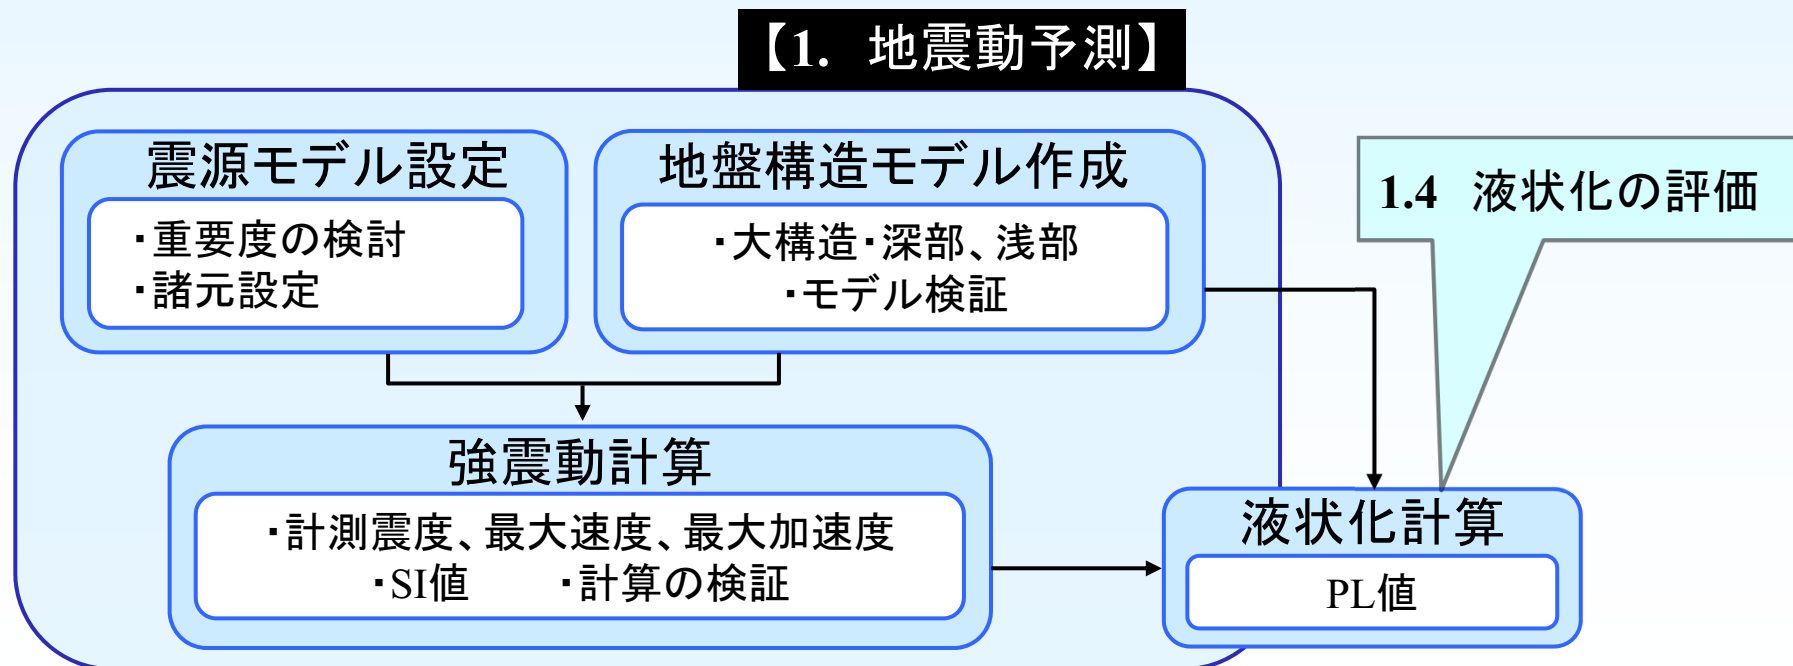 【1. 地震動予測】
震源モデル設定
・重要度の検討
・諸元設定
地盤構造モデル作成
・大構造・深部、浅部
・モデル検証
1.4 液状化の評価
強震動計算
・計測震度、最大速度、最大加速度
・SI値 ・計算の検証
液状化計算
PL値